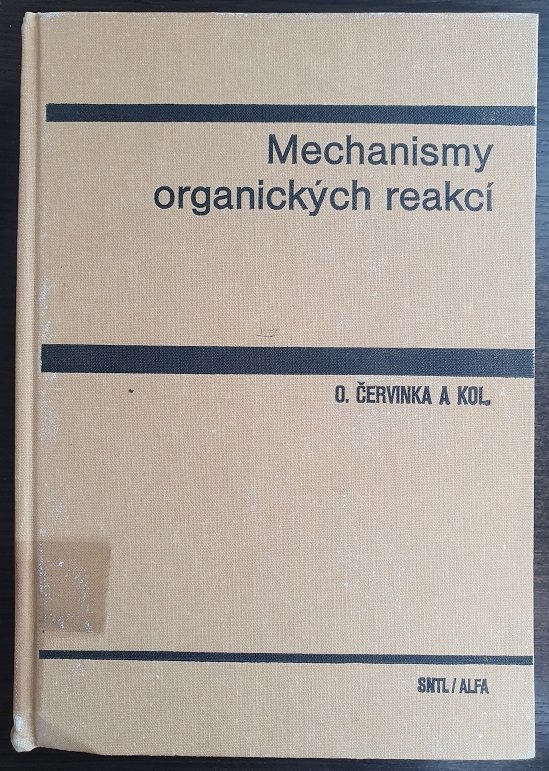 Mechanismy
organických reakcí
O. ČERVINKA A KOL.
SNTL/ALFA